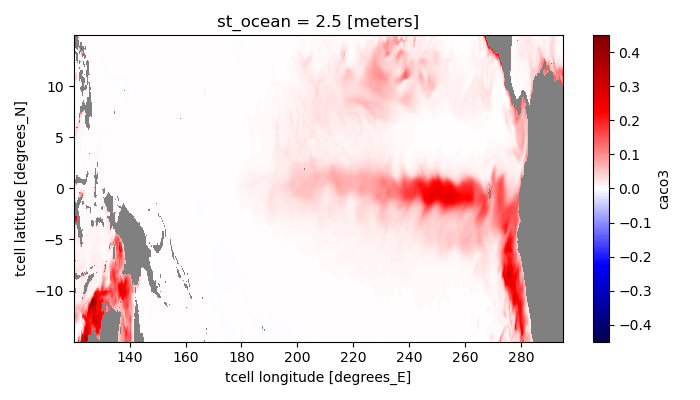 st_ocean = 2.5 [meters]
10
5
0
−5
−10
tcell latitude [degrees_N]
140 160 180 200 220 240 260 280
tcell longitude [degrees_E]
0.4
0.3
0.2
0.1
0.0
−0.1
−0.2
−0.3
−0.4
caco3